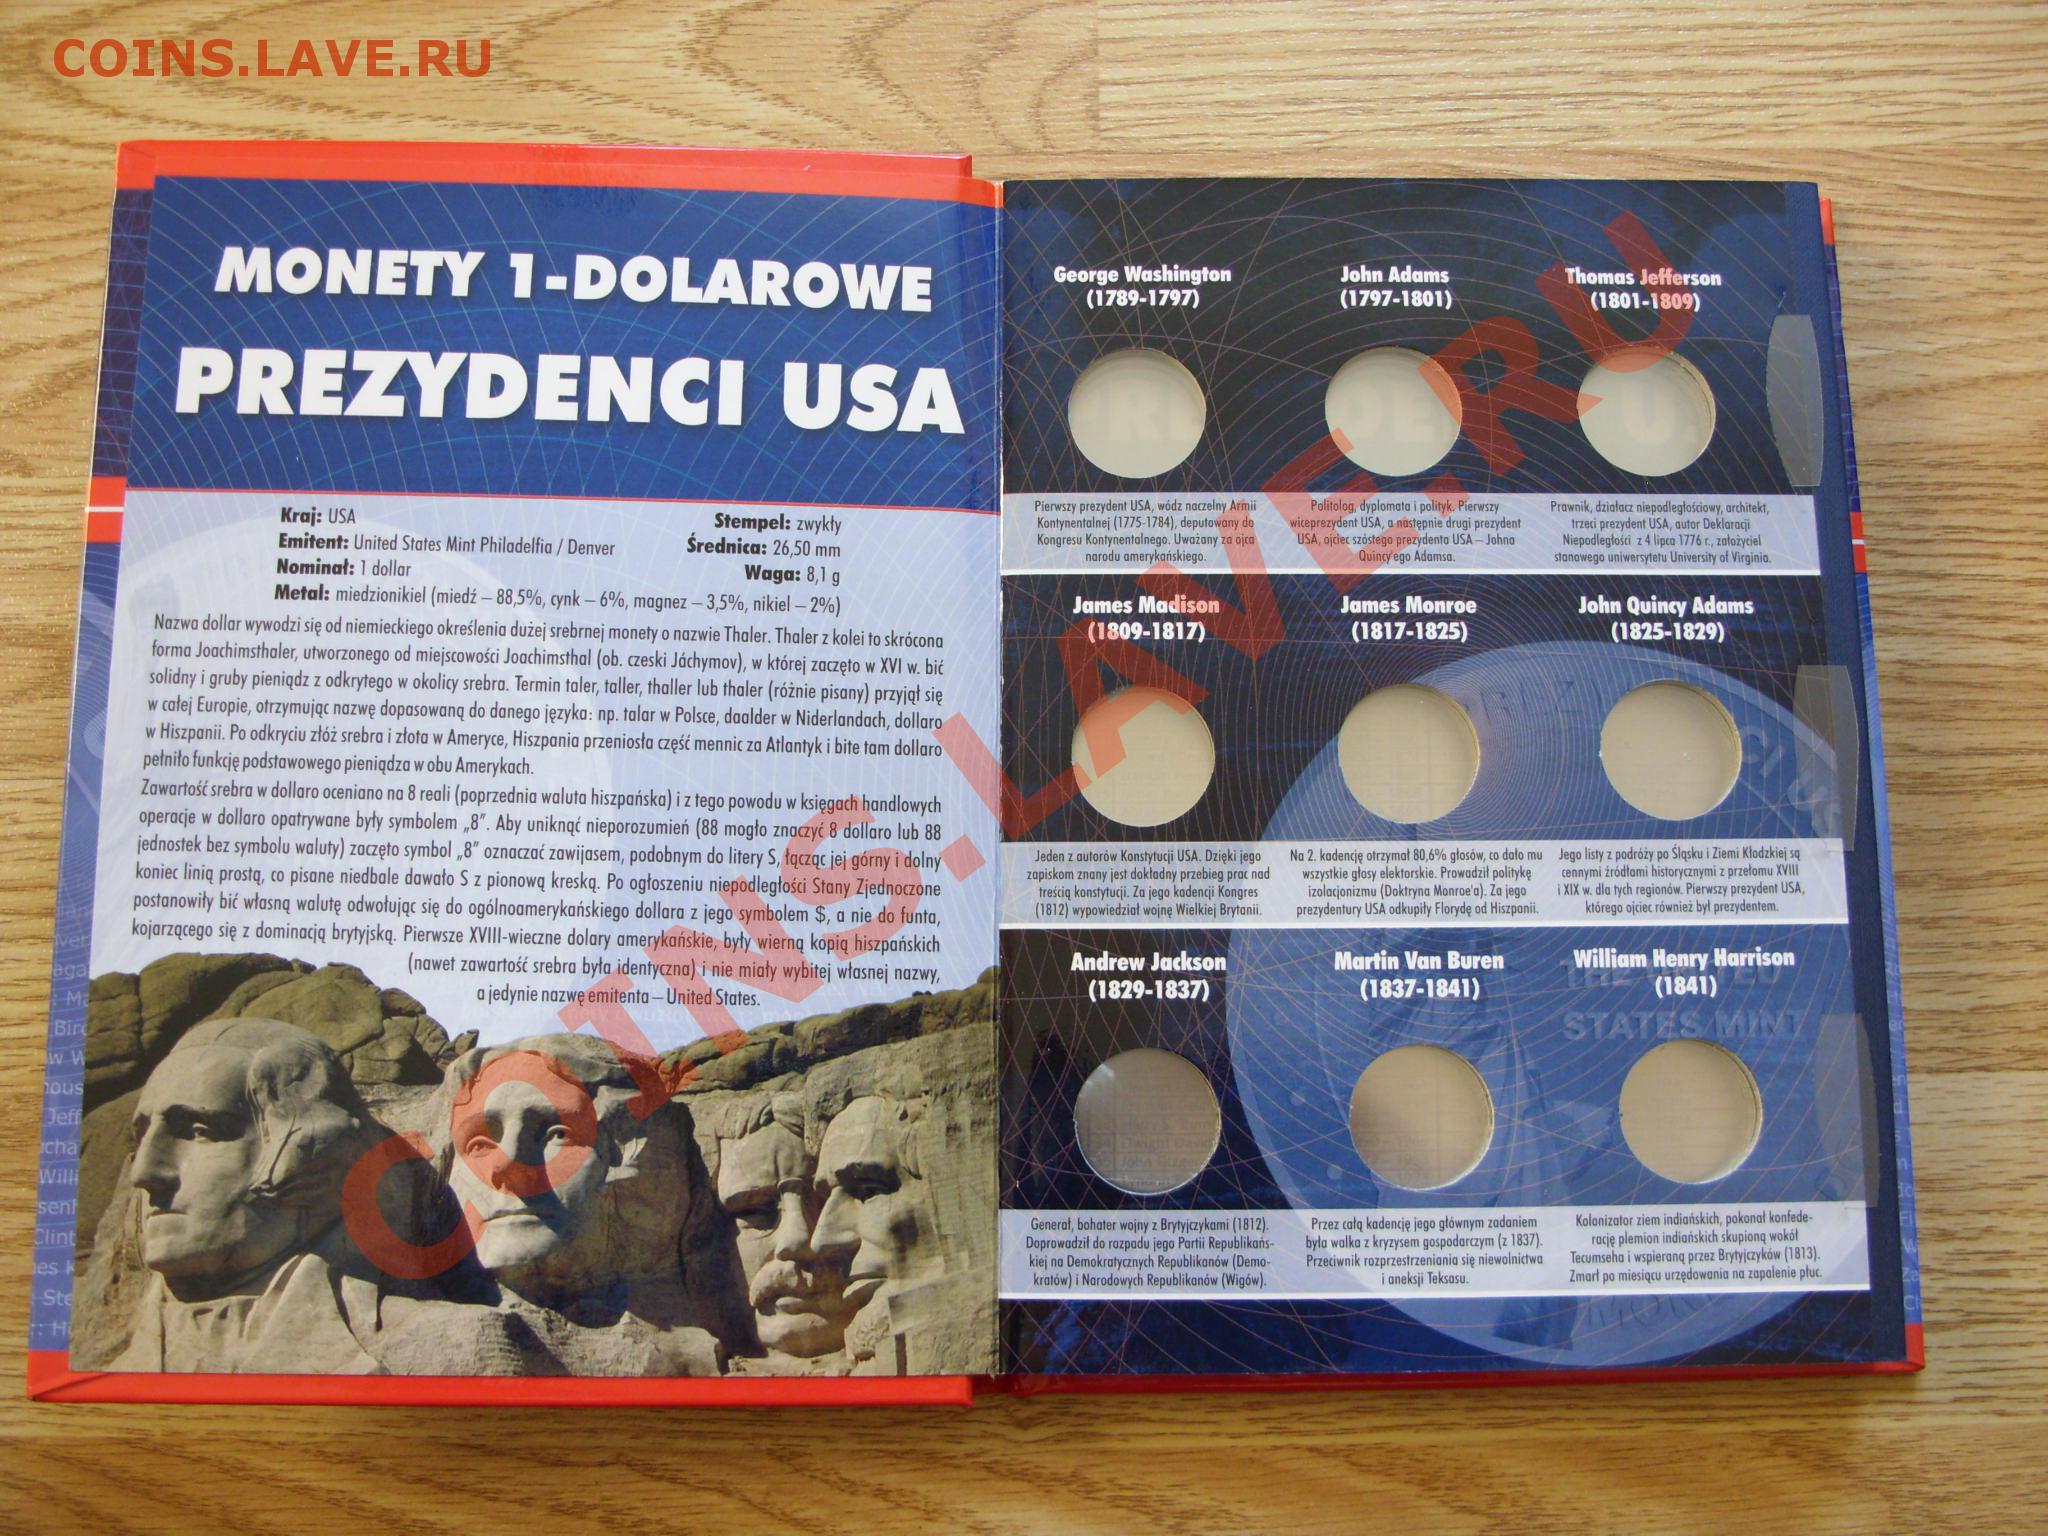 COINS.LAVE.RU
MONETY 1-DOLAROWE
PREZYDENCI USA
Kraj: USA
Emitent: United States Mint Philadelfia / Denver
Nominał: 1 dollar
Metal: miedzionikiel (miedź – 88,5%, cynk – 6%, magnez – 3,5%, nikiel – 2%)
Stempel: zwykły
Średnica: 26,50 mm
Waga: 8,1 g
Nazwa dollar wywodzi się od niemieckiego określenia dużej srebrnej monety o nazwie Thaler. Thaler z kolei to skrócona
forma Joachimsthaler, utworzonego od miejscowości Joachimsthal (ob. czeski Jáchymov), w której zaczęto w XVI w. bić
solidny i gruby pieniądz z odkrytego w okolicy srebra. Termin taler, taller, thaller lub thaler (różnie pisany) przyjął się
w całej Europie, otrzymując nazwę dopasowaną do danego języka: np. talar w Polsce, daalder w Niderlandach, dollaro
w Hiszpanii. Po odkryciu złóż srebra i złota w Ameryce, Hiszpania przeniosła część mennic za Atlantyk i bite tam dollaro
pełniło funkcję podstawowego pieniądza w obu Amerykach.
Zawartość srebra w dollaro oceniano na 8 reali (poprzednia waluta hiszpańska) i z tego powodu w księgach handlowych
operacje w dollaro opatrywane były symbolem „8”. Aby uniknąć nieporozumień (88 mogło znaczyć 8 dollaro lub 88
jednostek bez symbolu waluty) zaczęto symbol „8” oznaczać zawijasem, podobnym do litery S, łącząc jej górny i dolny
koniec linią prostą, co pisane niedbale dawało S z pionową kreską. Po ogłoszeniu niepodległości Stany Zjednoczone
postanowiły bić własną walutę odwołując się do ogólnoamerykańskiego dollara z jego symbolem $, a nie do funta,
kojarzącego się z dominacją brytyjską. Pierwsze XVIII-wieczne dolary amerykańskie, były wierną kopią hiszpańskich
(nawet zawartość srebra była identyczna) i nie miały wybitej własnej nazwy,
a jedynie nazwę emitenta – United States.
George Washington
(1789-1797)
Pierwszy prezydent USA, wódz naczelny Armii
Kontynentalnej (1775-1784), deputowany do
Kongresu Kontynentalnego. Uważany za ojca
narodu amerykańskiego.
John Adams
(1797-1801)
Politolog, dyplomata i polityk. Pierwszy
wiceprezydent USA, a następnie drugi prezydent
USA, ojciec szóstego prezydenta USA – Johna
Quincy'ego Adamsa.
Thomas Jefferson
(1801-1809)
Prawnik, działacz niepodległościowy, architekt,
trzeci prezydent USA, autor Deklaracji
Niepodległości z 4 lipca 1776 r., założyciel
stanowego uniwersytetu University of Virginia.
James Madison
(1809-1817)
Jeden z autorów Konstytucji USA. Dzięki jego
zapiskom znany jest dokładny przebieg prac nad
treścią konstytucji. Za jego kadencji Kongres
(1812) wypowiedział wojnę Wielkiej Brytanii.
James Monroe
(1817-1825)
Na 2. kadencję otrzymał 80,6% głosów, co dało mu
wszystkie głosy elektorskie. Prowadził politykę
izolacjonizmu (Doktryna Monroe'a). Za jego
prezydentury USA odkupiły Florydę od Hiszpanii.
John Quincy Adams
(1825-1829)
Jego listy z podróży po Śląsku i Ziemi Kłodzkiej są
cennymi źródłami historycznymi z przełomu XVIII
i XIX w. dla tych regionów. Pierwszy prezydent USA,
którego ojciec również był prezydentem.
Andrew Jackson
(1829-1837)
Generał, bohater wojny z Brytyjczykami (1812).
Doprowadził do rozpadu jego Partii Republikańs-
kiej na Demokratycznych Republikanów (Demo-
kratów) i Narodowych Republikanów (Wigów).
Martin Van Buren
(1837-1841)
Przez całą kadencję jego głównym zadaniem
była walka z kryzysem gospodarczym (z 1837).
Przeciwnik rozprzestrzeniania się niewolnictwa
i aneksji Teksasu.
William Henry Harrison
(1841)
Kolonizator ziem indiańskich, pokonał konfede-
rację plemion indiańskich skupioną wokół
Tecumseha i wspieraną przez Brytyjczyków (1813).
Zmarł po miesiącu urzędowania na zapalenie płuc.
THE UNITED
STATES MINT
COINS.LAVE.RU